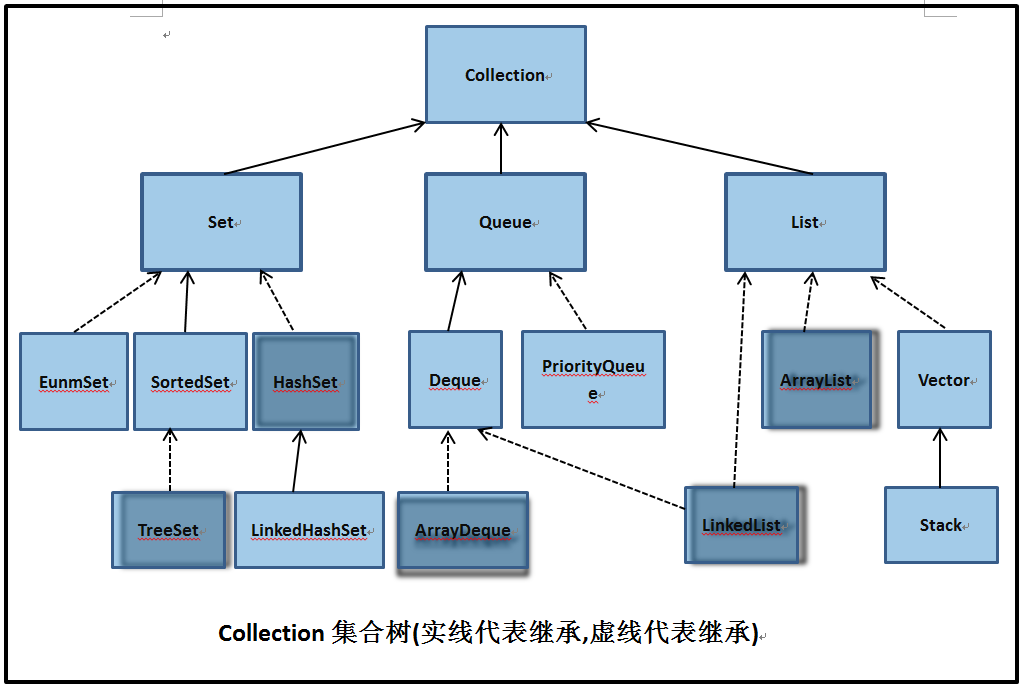 Collection
Set
Queue
List
EunmSet
SortedSet
HashSet
Deque
PriorityQueu
e
ArrayList
Vector
TreeSet
LinkedHashSet
ArrayDeque
LinkedList
Stack
Collection 集合树(实线代表继承,虚线代表继承)